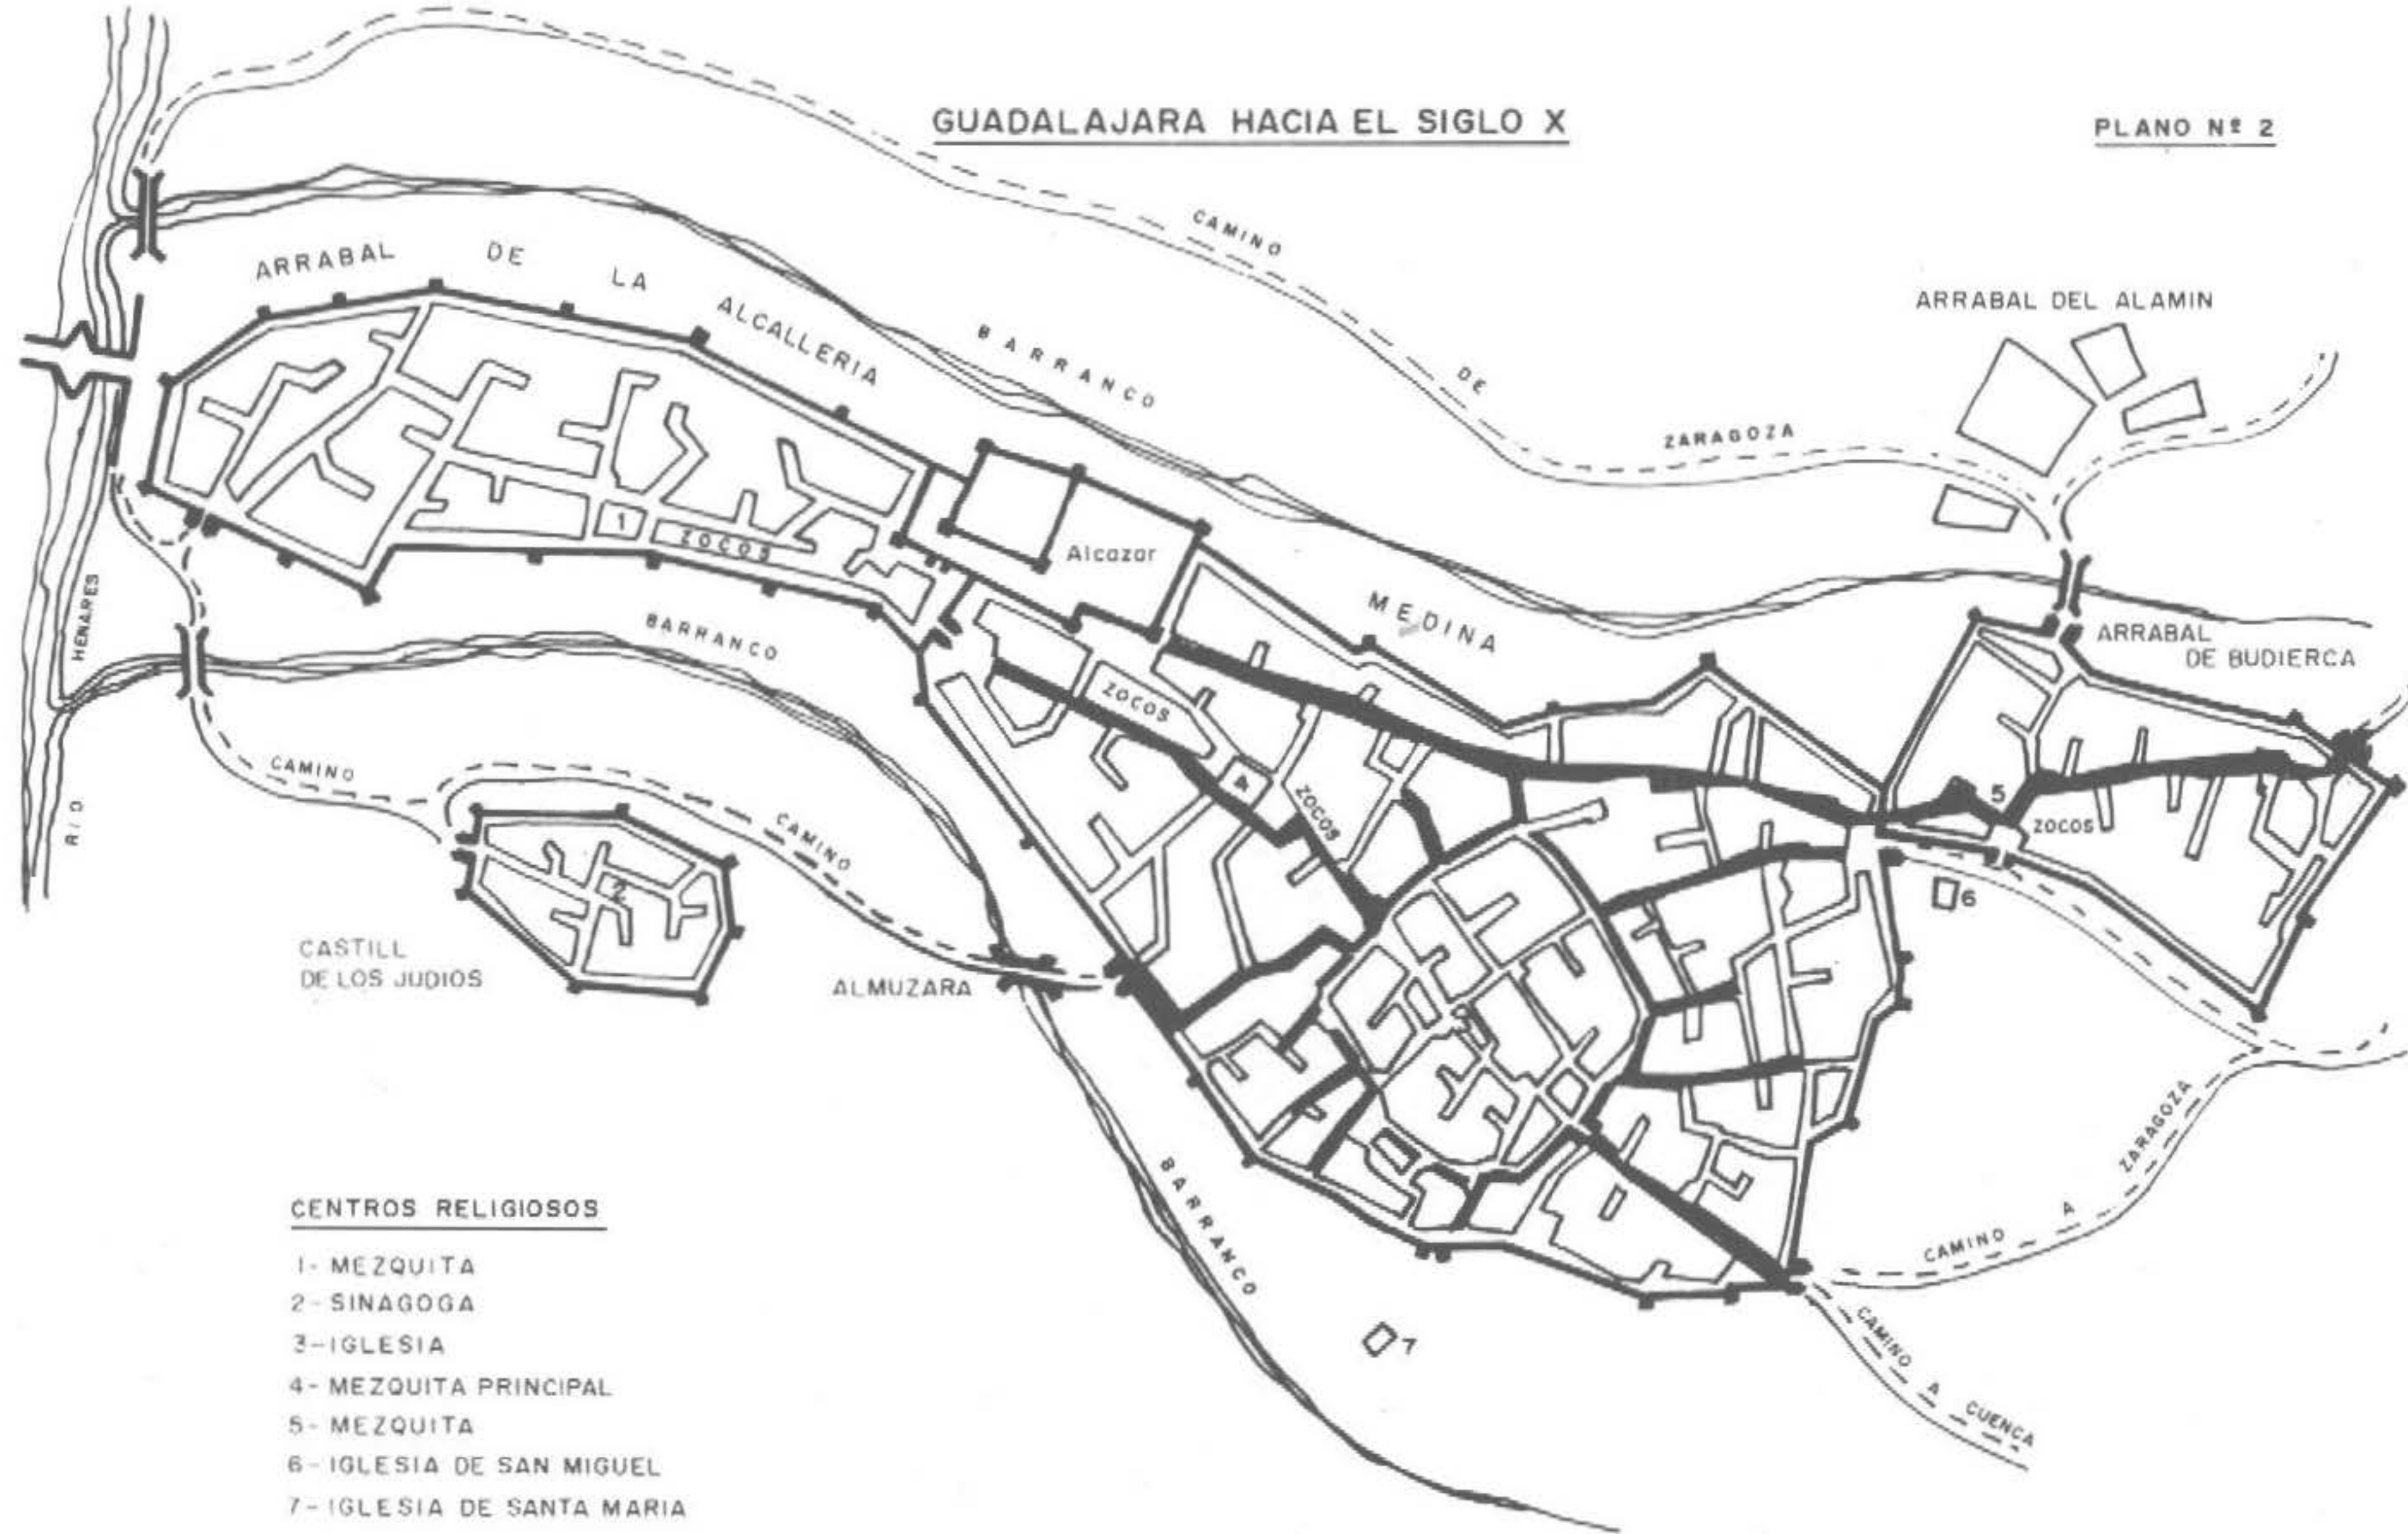 GUADALAJARA HACIA EL SIGLO X
PLANO Nº 2
CAMINO DE ZARAGOZA
ARRABAL DE LA ALCALLERIA
BARRANCO
ARRABAL DEL ALAMIN
MEDINA
Alcazar
ARRABAL
DE BUDIERCA
1
ZOCOS
BARRANCO
RIO HENARES
ZOCOS
4
ZOCOS
5
ZOCOS
6
CAMINO
CAMINO
2
CASTILL
DE LOS JUDIOS
ALMUZARA
BARRANCO
CAMINO A ZARAGOZA
CAMINO A CUENCA
7
CENTROS RELIGIOSOS
1- MEZQUITA
2- SINAGOGA
3- IGLESIA
4- MEZQUITA PRINCIPAL
5- MEZQUITA
6- IGLESIA DE SAN MIGUEL
7- IGLESIA DE SANTA MARIA